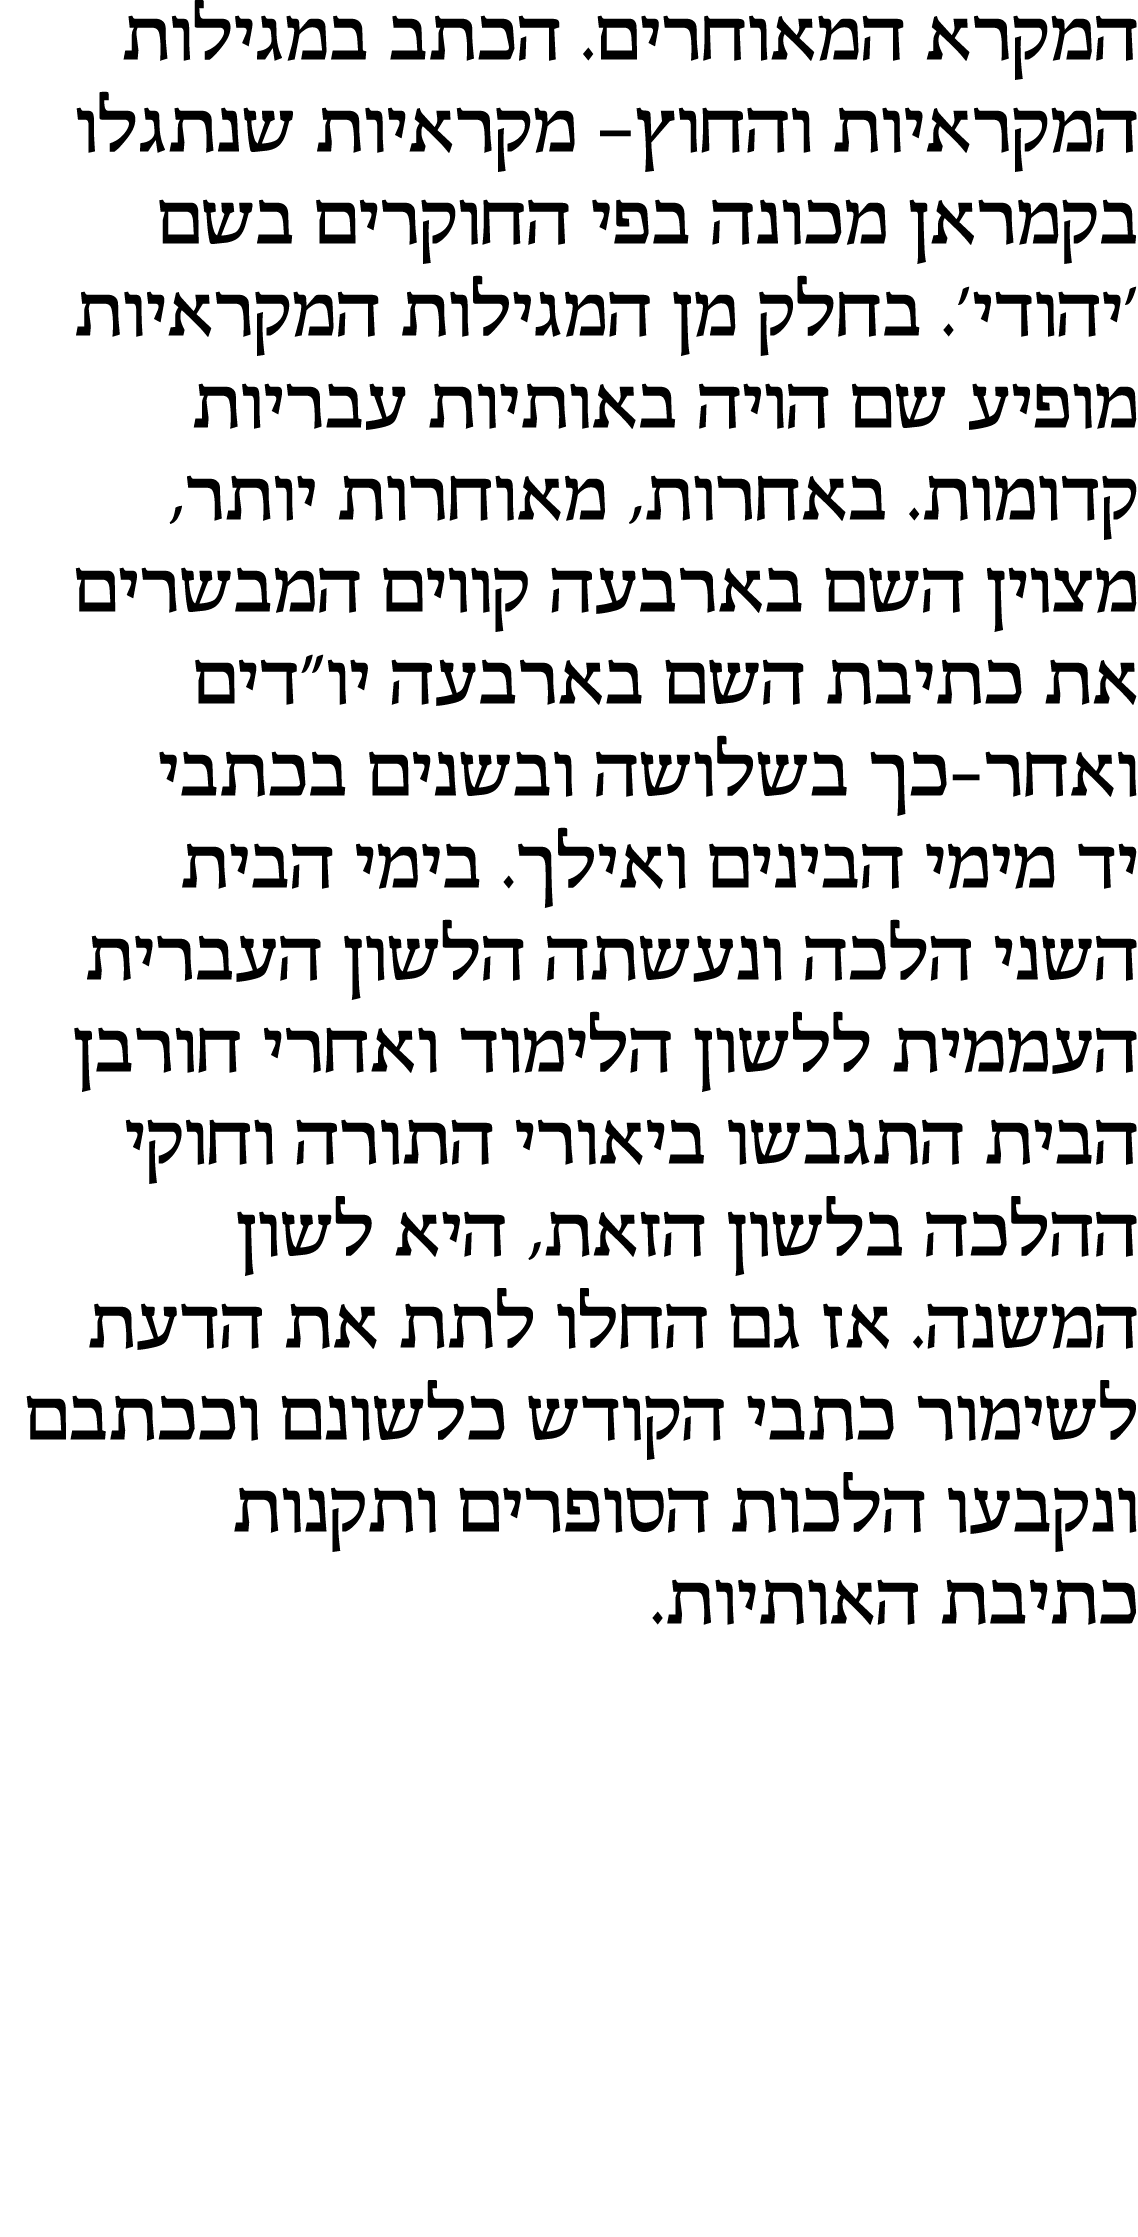 המקרא המאוחרים. הכתב במגילות
המקראיות והחוץ- מקראיות שנתגלו
בקמראן מכונה בפי החוקרים בשם
'יהודי'. בחלק מן המגילות המקראיות
מופיע שם הויה באותיות עבריות
קדומות. באחרות, מאוחרות יותר,
מצוין השם בארבעה קווים המבשרים
את כתיבת השם בארבעה יו"דים
ואחר-כך בשלושה ובשנים בכתבי
יד מימי הבינים ואילך. בימי הבית
השני הלכה ונעשתה הלשון העברית
העממית ללשון הלימוד ואחרי חורבן
הבית התגבשו ביאורי התורה וחוקי
ההלכה בלשון הזאת, היא לשון
המשנה. אז גם החלו לתת את הדעת
לשימור כתבי הקודש כלשונם וככתבם
ונקבעו הלכות הסופרים ותקנות
כתיבת האותיות.